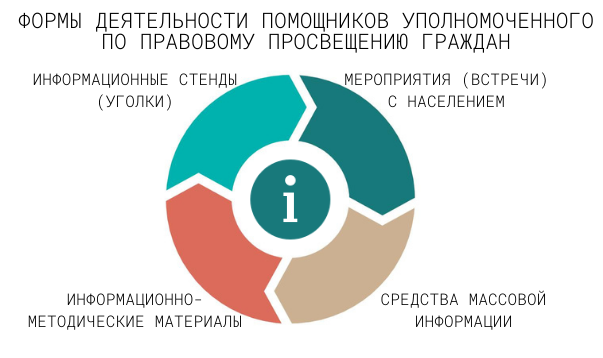 ФОРМЫ ДЕЯТЕЛЬНОСТИ ПОМОЩНИКОВ УПОЛНОМОЧЕННОГО
ПО ПРАВОВОМУ ПРОСВЕЩЕНИЮ ГРАЖДАН
ИНФОРМАЦИОННЫЕ СТЕНДЫ
(УГОЛКИ)
МЕРОПРИЯТИЯ (ВСТРЕЧИ)
С НАСЕЛЕНИЕМ
i
ИНФОРМАЦИОННО-
МЕТОДИЧЕСКИЕ МАТЕРИАЛЫ
СРЕДСТВА МАССОВОЙ
ИНФОРМАЦИИ